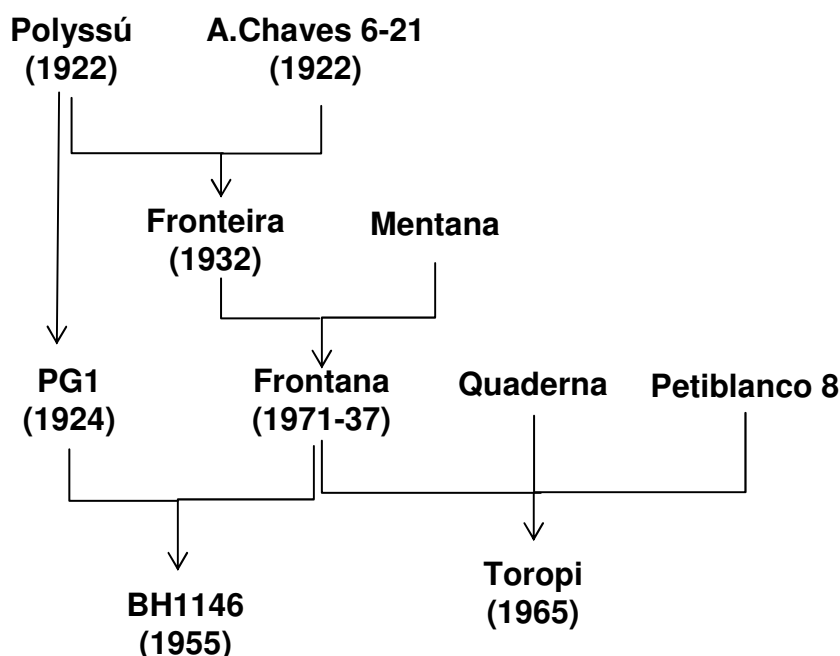 Polyssú
(1922)
A.Chaves 6-21
(1922)
Fronteira
(1932)
Mentana
PG1
(1924)
Frontana
(1971-37)
Quaderna
Petiblanco 8
BH1146
(1955)
Toropi
(1965)